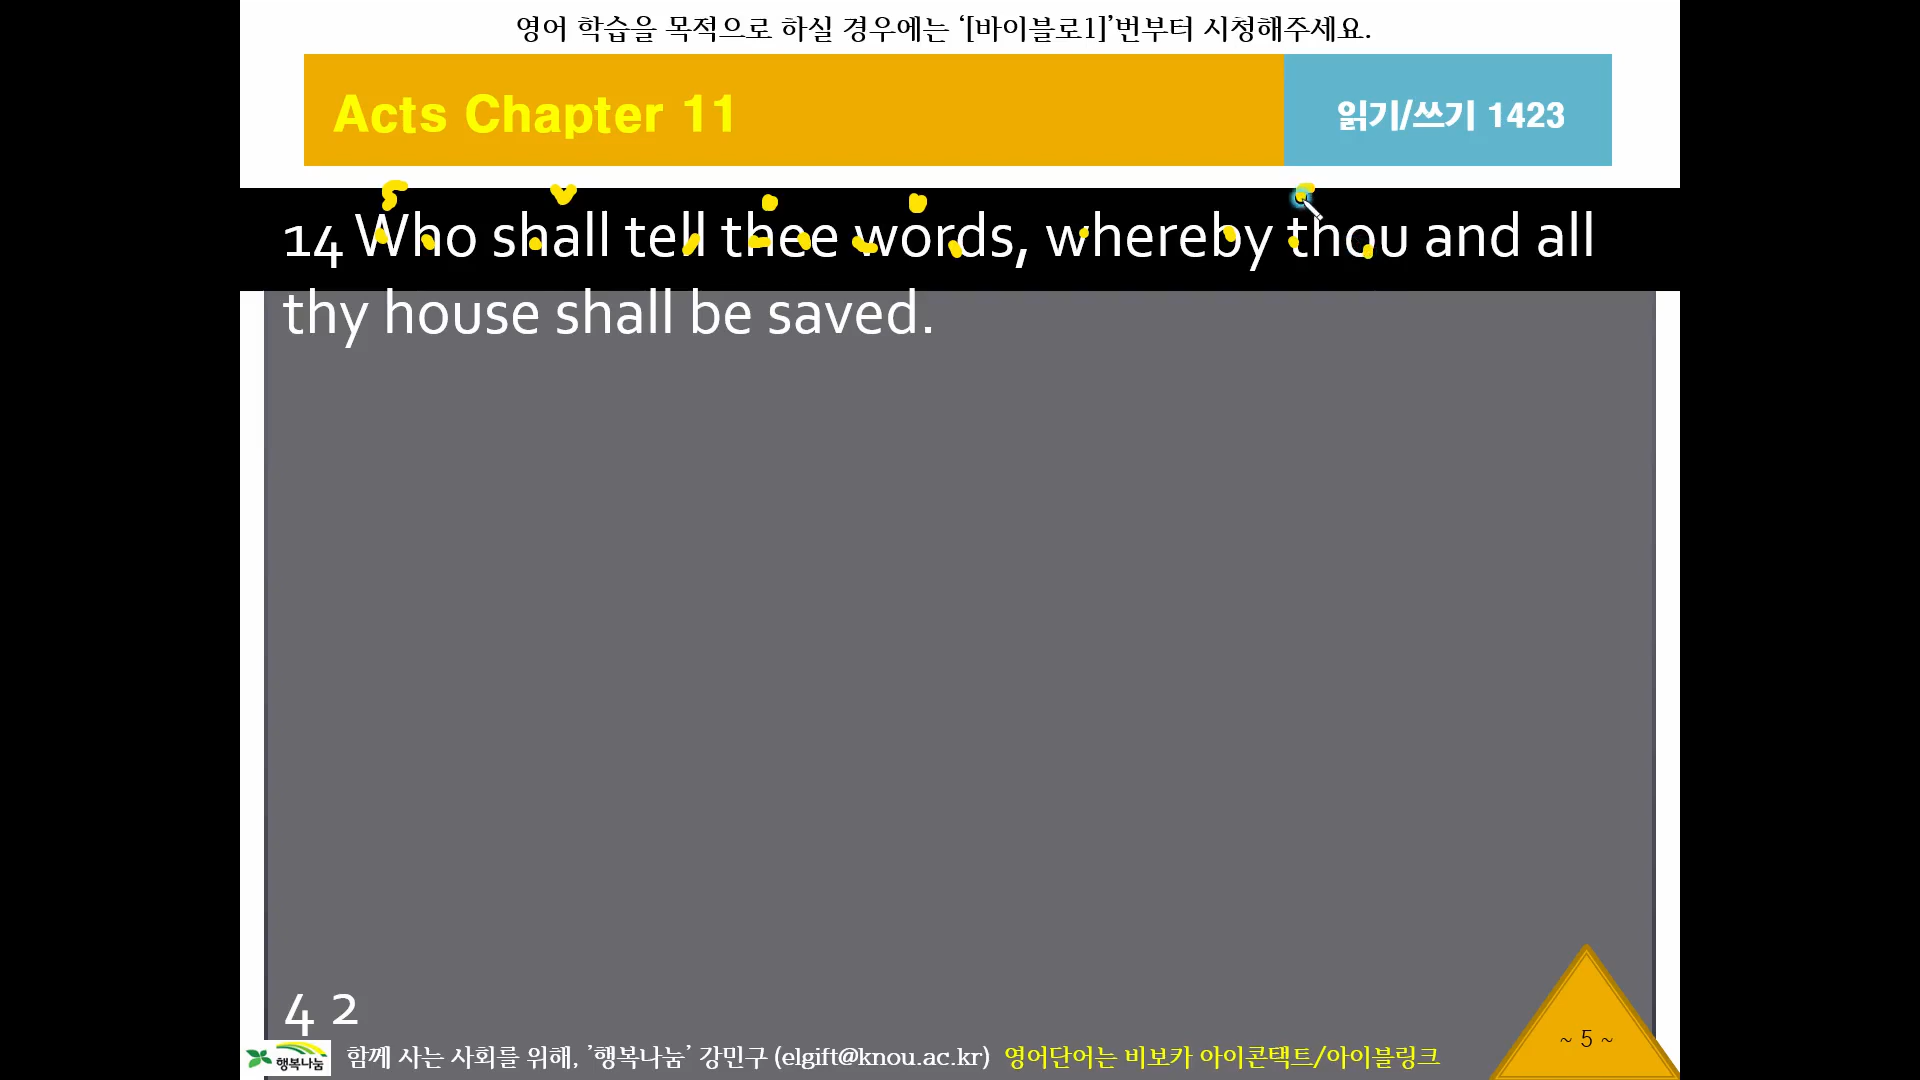 영어 학습을 목적으로 하실 경우에는 ‘[바이블로1]’번부터 시청해주세요.
Acts Chapter 11
읽기/쓰기 1423
14 Who shall tell thee words, whereby thou and all
thy house shall be saved.
4 2
~ 5 ~
행복나눔
함께 사는 사회를 위해, ’행복나눔’ 강민구 (elgift@knou.ac.kr) 영어단어는 비보카 아이콘택트/아이블링크